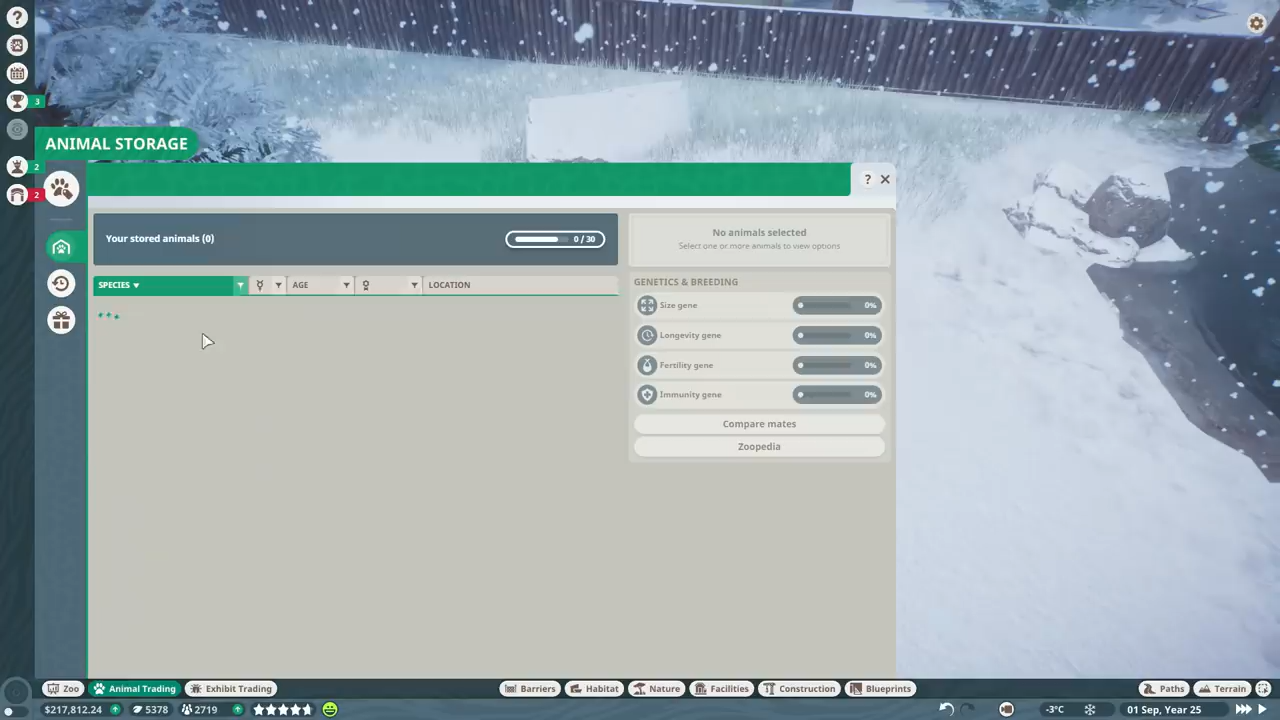 ?
3
ANIMAL STORAGE
2
2
?
Your stored animals (0)
0 / 30
No animals selected
Select one or more animals to view options
SPECIES
AGE
LOCATION
GENETICS & BREEDING
Size gene
0%
Longevity gene
0%
Fertility gene
0%
Immunity gene
0%
Compare mates
Zoopedia
Zoo
Animal Trading
Exhibit Trading
Barriers
Habitat
Nature
Facilities
Construction
Blueprints
Paths
Terrain
$217,812.24
5378
2719
-3°C
01 Sep, Year 25